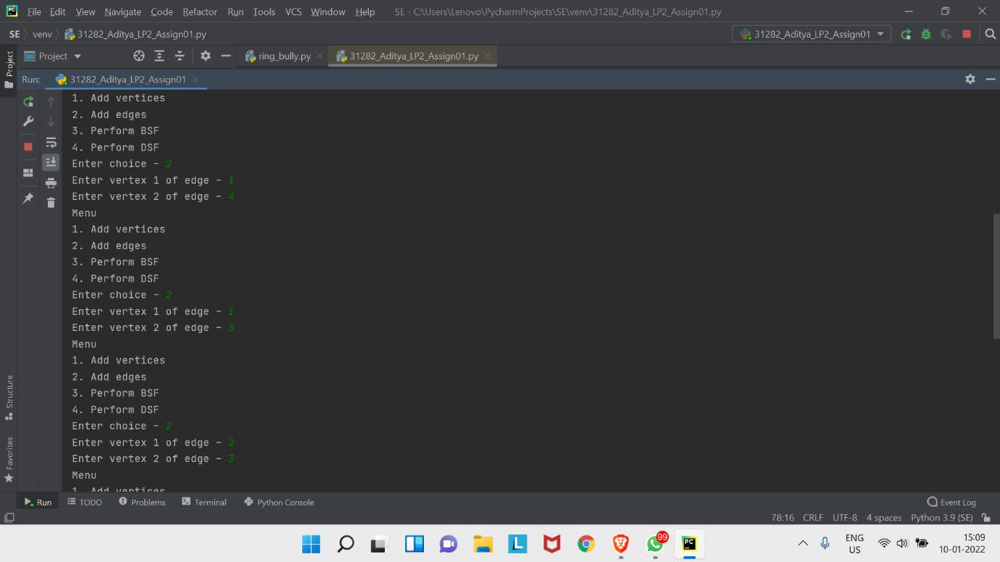 PC File Edit View Navigate Code Refactor Run Tools VCS Window Help SE - C:\Users\Lenovo\PycharmProjects\SE\venv\31282_Aditya_LP2_Assign01.py
SE venv 31282_Aditya_LP2_Assign01.py 31282_Aditya_LP2_Assign01
Project Project ring_bully.py 31282_Aditya_LP2_Assign01.py
Run: 31282_Aditya_LP2_Assign01
1. Add vertices
2. Add edges
3. Perform BSF
4. Perform DSF
Enter choice - 2
Enter vertex 1 of edge - 1
Enter vertex 2 of edge - 4
Menu
1. Add vertices
2. Add edges
3. Perform BSF
4. Perform DSF
Enter choice - 2
Enter vertex 1 of edge - 1
Enter vertex 2 of edge - 5
Menu
1. Add vertices
2. Add edges
3. Perform BSF
4. Perform DSF
Enter choice - 2
Enter vertex 1 of edge - 2
Enter vertex 2 of edge - 3
Menu
1. Add vertices
Structure
Favorites
Run TODO Problems Terminal Python Console Event Log
78:16 CRLF UTF-8 4 spaces Python 3.9 (SE)
L 99 PC ENG 15:09
US 10-01-2022